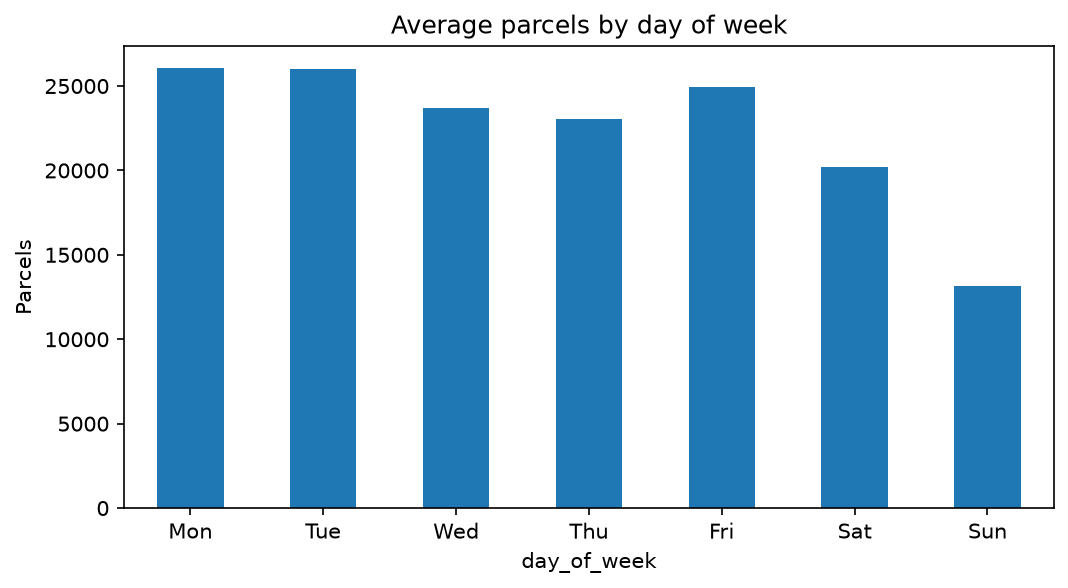 Average parcels by day of week
Parcels
25000
20000
15000
10000
5000
0
Mon Tue Wed Thu Fri Sat Sun
day_of_week